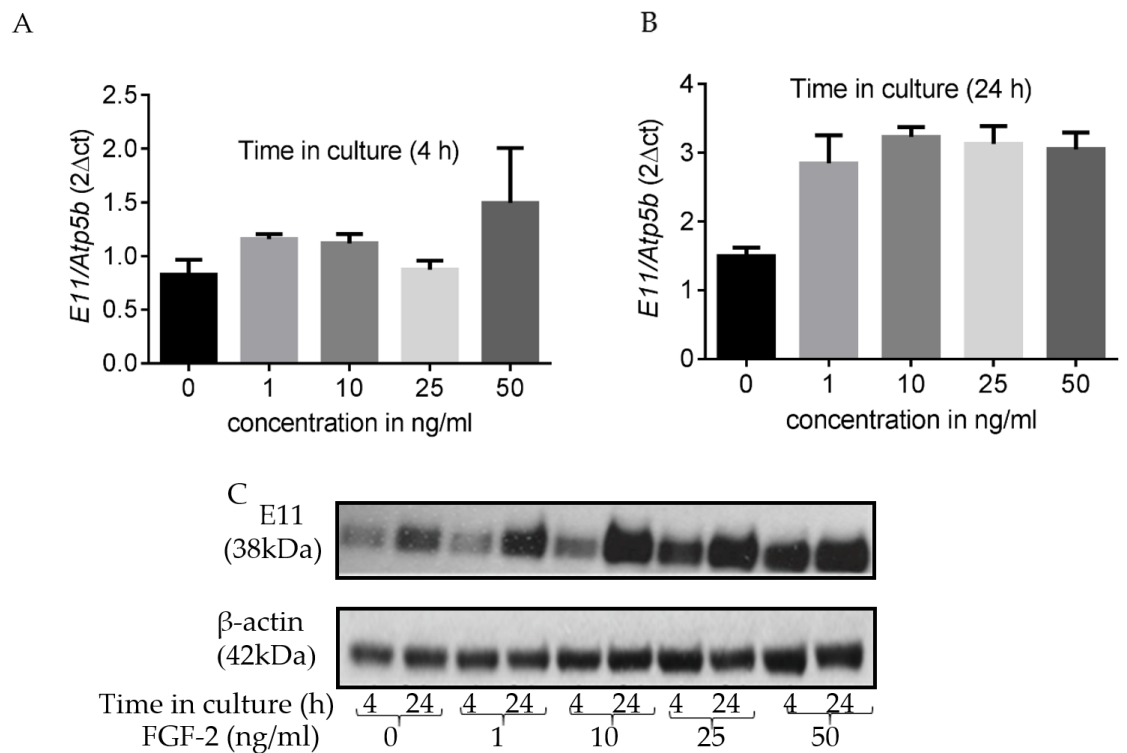 A
B
E11/Atp5b (2Δct)
2.5
2.0
1.5
1.0
0.5
0.0
Time in culture (4 h)
0 1 10 25 50
concentration in ng/ml
E11/Atp5b (2Δct)
4
3
2
1
0
Time in culture (24 h)
0 1 10 25 50
concentration in ng/ml
C
E11
(38kDa)
β-actin
(42kDa)
Time in culture (h) 4 24 4 24 4 24 4 24 4 24
FGF-2 (ng/ml) 0 1 10 25 50